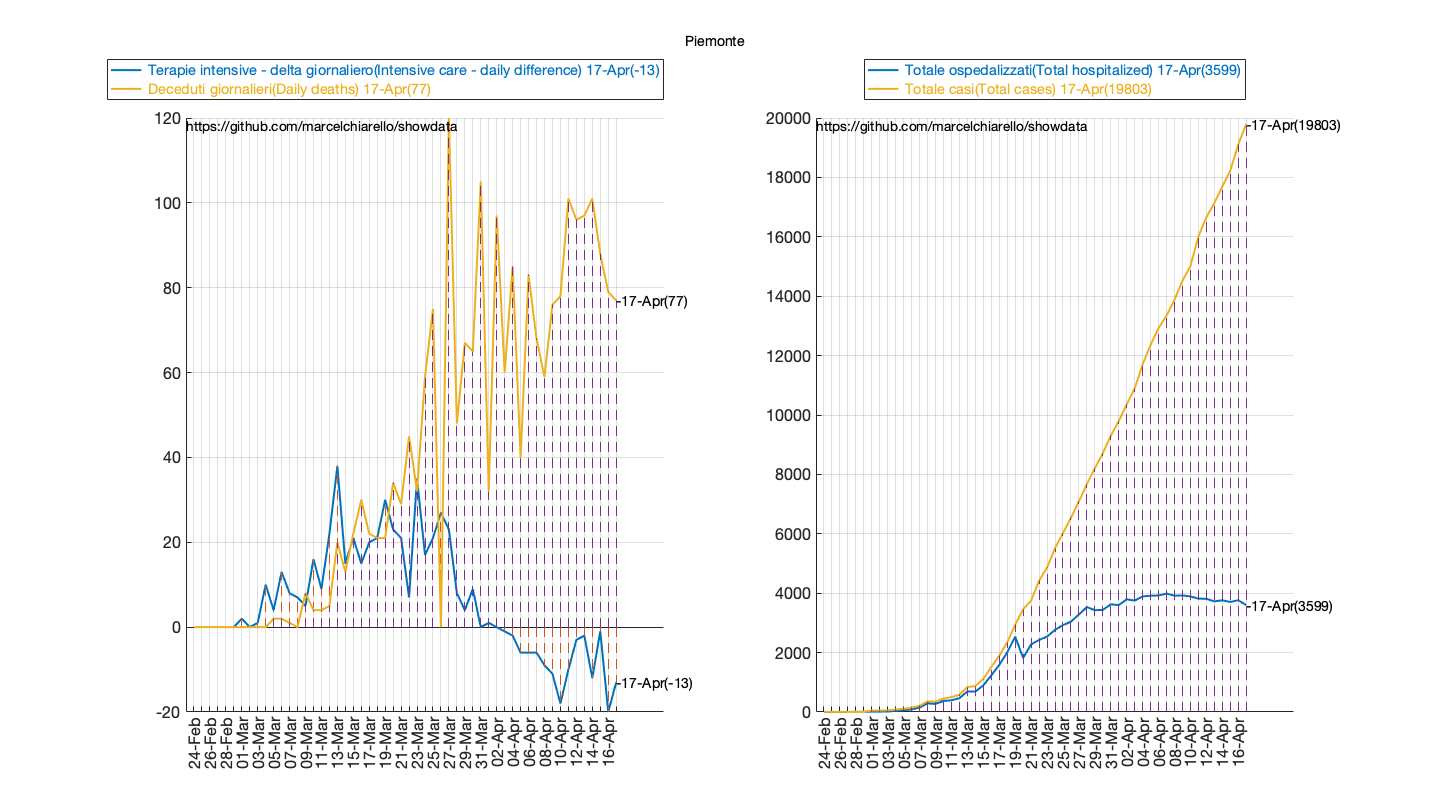 Piemonte
Terapie intensive - delta giornaliero(Intensive care - daily difference) 17-Apr(-13)
Deceduti giornalieri(Daily deaths) 17-Apr(77)
https://github.com/marcelchiarello/showdata
120
100
80
60
40
20
0
-20
17-Apr(77)
17-Apr(-13)
24-Feb
26-Feb
28-Feb
01-Mar
03-Mar
05-Mar
07-Mar
09-Mar
11-Mar
13-Mar
15-Mar
17-Mar
19-Mar
21-Mar
23-Mar
25-Mar
27-Mar
29-Mar
31-Mar
02-Apr
04-Apr
06-Apr
08-Apr
10-Apr
12-Apr
14-Apr
16-Apr
Totale ospedalizzati(Total hospitalized) 17-Apr(3599)
Totale casi(Total cases) 17-Apr(19803)
https://github.com/marcelchiarello/showdata
20000
18000
16000
14000
12000
10000
8000
6000
4000
2000
0
17-Apr(19803)
17-Apr(3599)
24-Feb
26-Feb
28-Feb
01-Mar
03-Mar
05-Mar
07-Mar
09-Mar
11-Mar
13-Mar
15-Mar
17-Mar
19-Mar
21-Mar
23-Mar
25-Mar
27-Mar
29-Mar
31-Mar
02-Apr
04-Apr
06-Apr
08-Apr
10-Apr
12-Apr
14-Apr
16-Apr